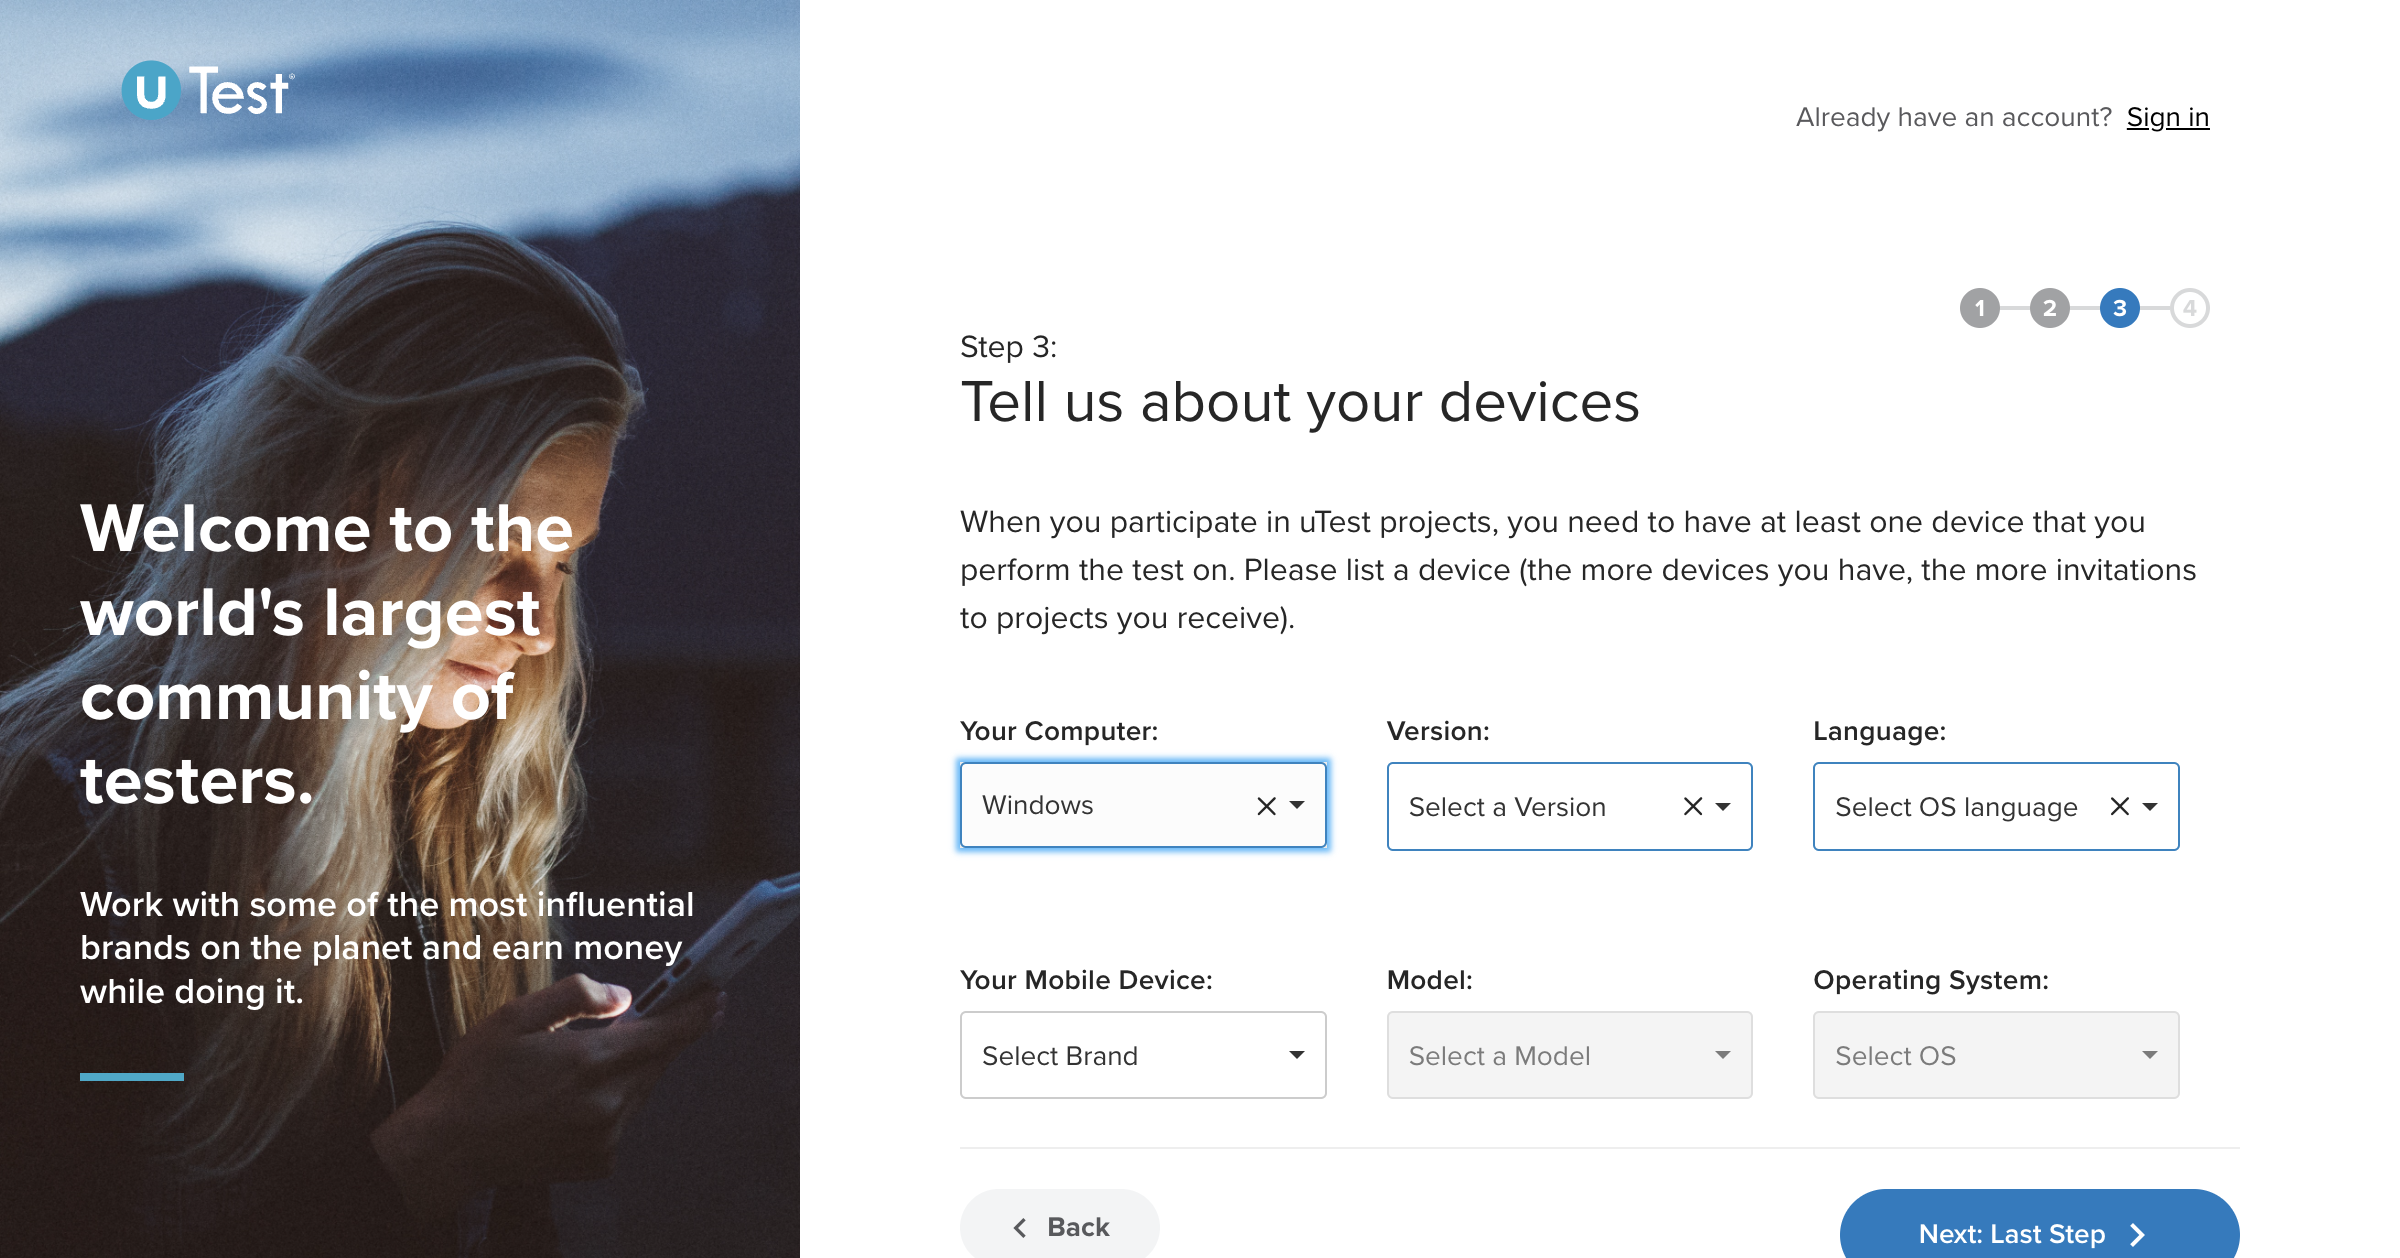 u Test®
Already have an account? Sign in
1 2 3 4
Step 3:
Tell us about your devices
Welcome to the
world's largest
community of
testers.
Work with some of the most influential
brands on the planet and earn money
while doing it.
When you participate in uTest projects, you need to have at least one device that you
perform the test on. Please list a device (the more devices you have, the more invitations
to projects you receive).
Your Computer: Version: Language:
Windows Select a Version Select OS language
Your Mobile Device: Model: Operating System:
Select Brand Select a Model Select OS
Back Next: Last Step